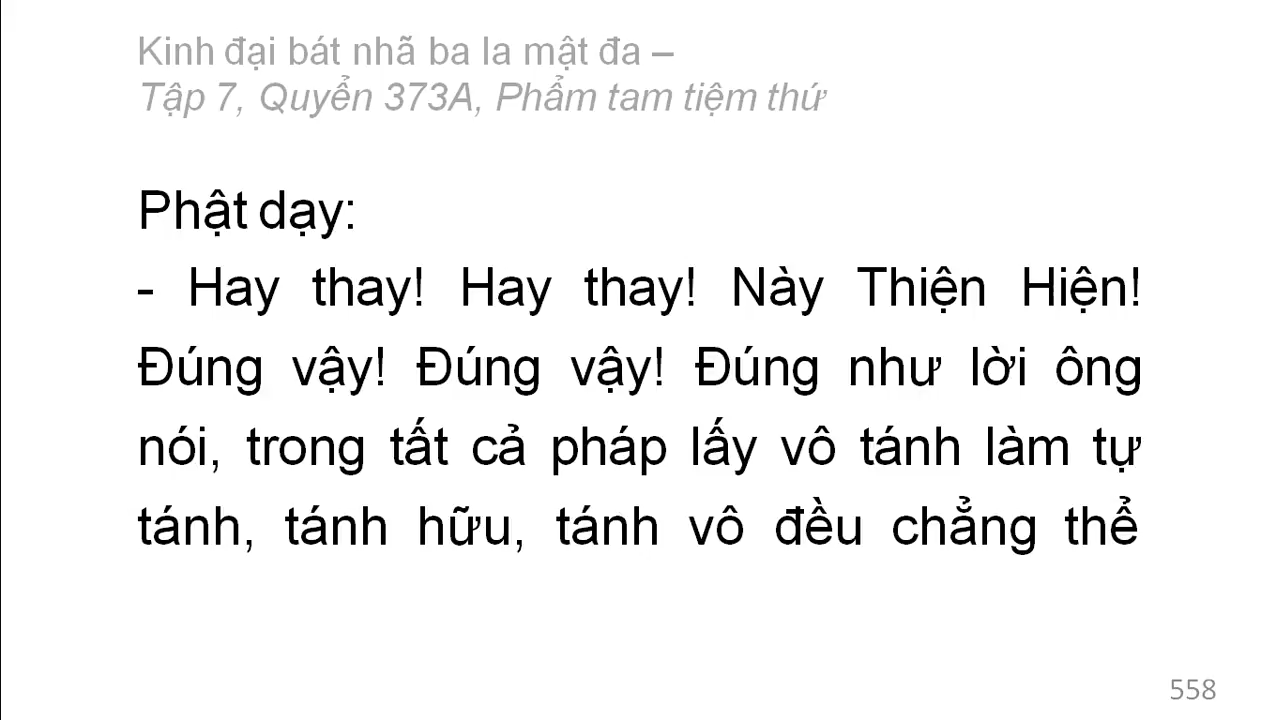 Kinh đại bát nhã ba la mật đa –
Tập 7, Quyển 373A, Phẩm tam tiệm thứ
Phật dạy:
- Hay thay! Hay thay! Này Thiện Hiện!
Đúng vậy! Đúng vậy! Đúng như lời ông
nói, trong tất cả pháp lấy vô tánh làm tự
tánh, tánh hữu, tánh vô đều chẳng thể
558